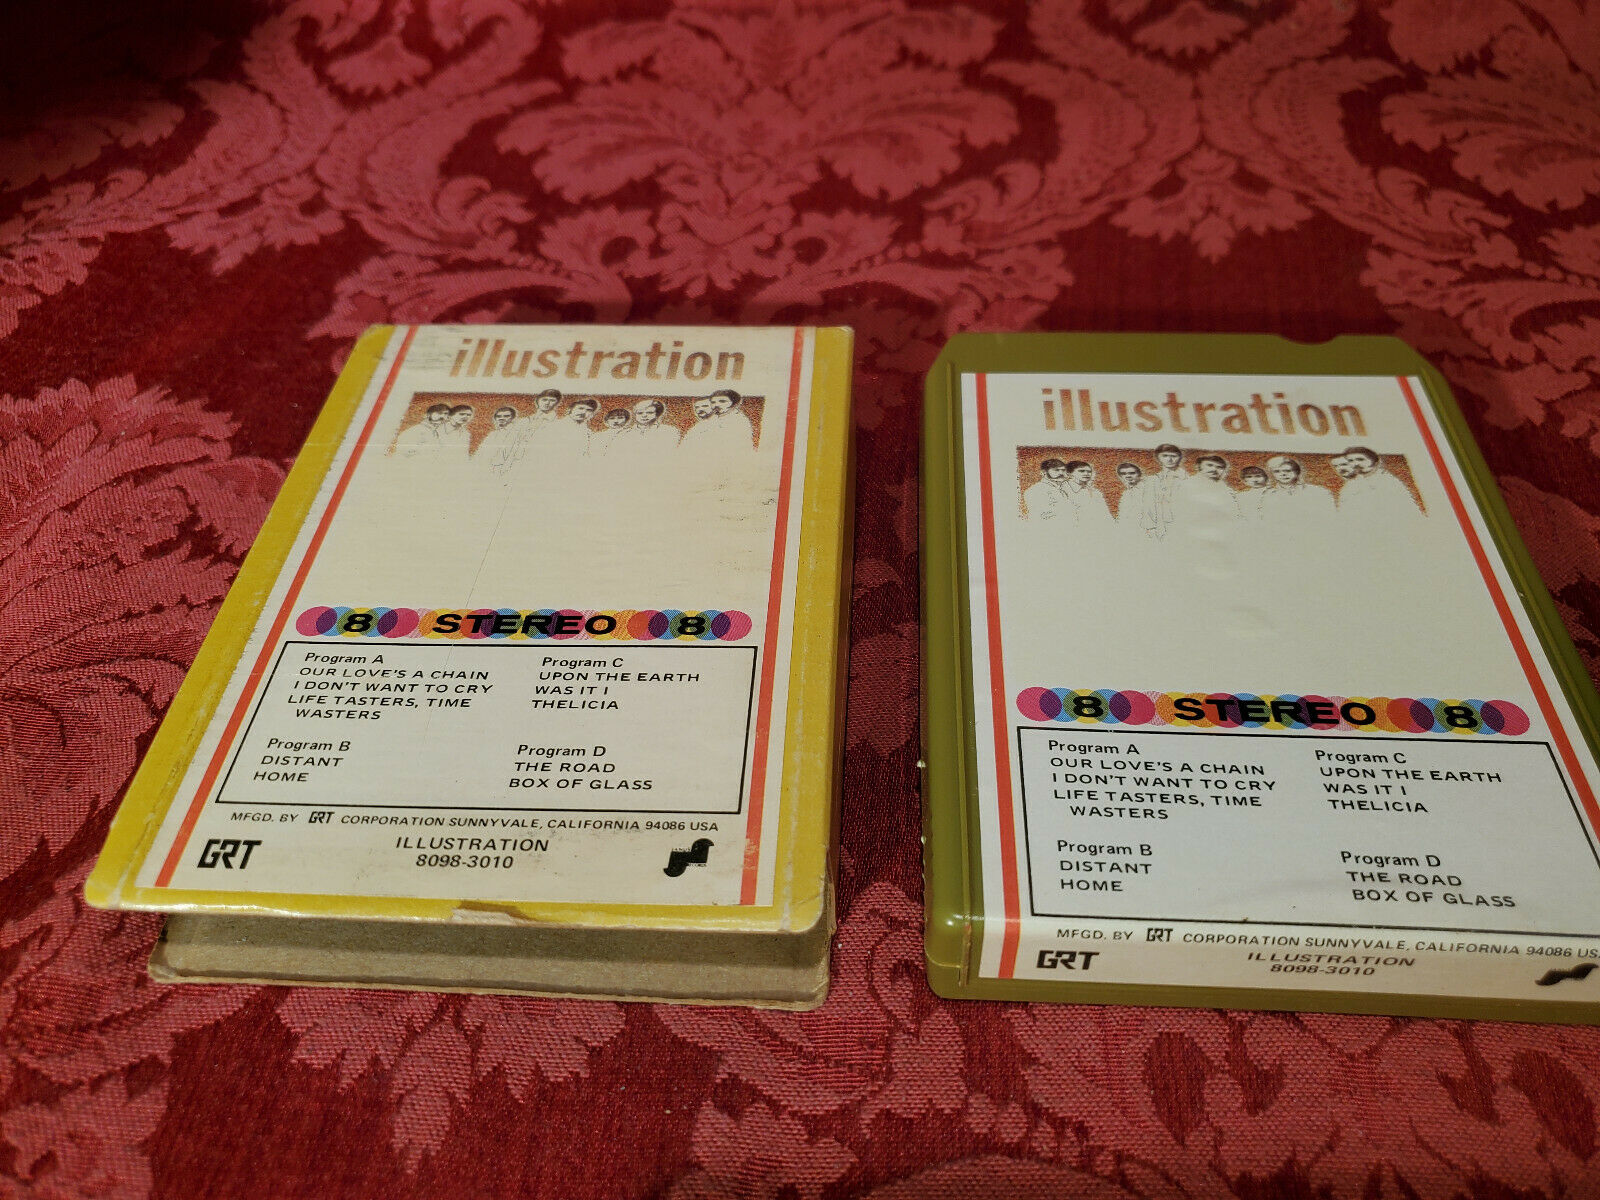 illustration
8 STEREO 8
Program A
OUR LOVE'S A CHAIN
I DON'T WANT TO CRY
LIFE TASTERS, TIME
WASTERS
Program B
DISTANT
HOME
Program C
UPON THE EARTH
WAS IT I
THELICIA
Program D
THE ROAD
BOX OF GLASS
MFGD. BY GRT CORPORATION SUNNYVALE, CALIFORNIA 94086 USA
GRT
ILLUSTRATION
8098-3010
illustration
8 STEREO 8
Program A
OUR LOVE'S A CHAIN
I DON'T WANT TO CRY
LIFE TASTERS, TIME
WASTERS
Program B
DISTANT
HOME
Program C
UPON THE EARTH
WAS IT I
THELICIA
Program D
THE ROAD
BOX OF GLASS
MFGD. BY GRT CORPORATION SUNNYVALE, CALIFORNIA 94086 USA
GRT
ILLUSTRATION
8098-3010